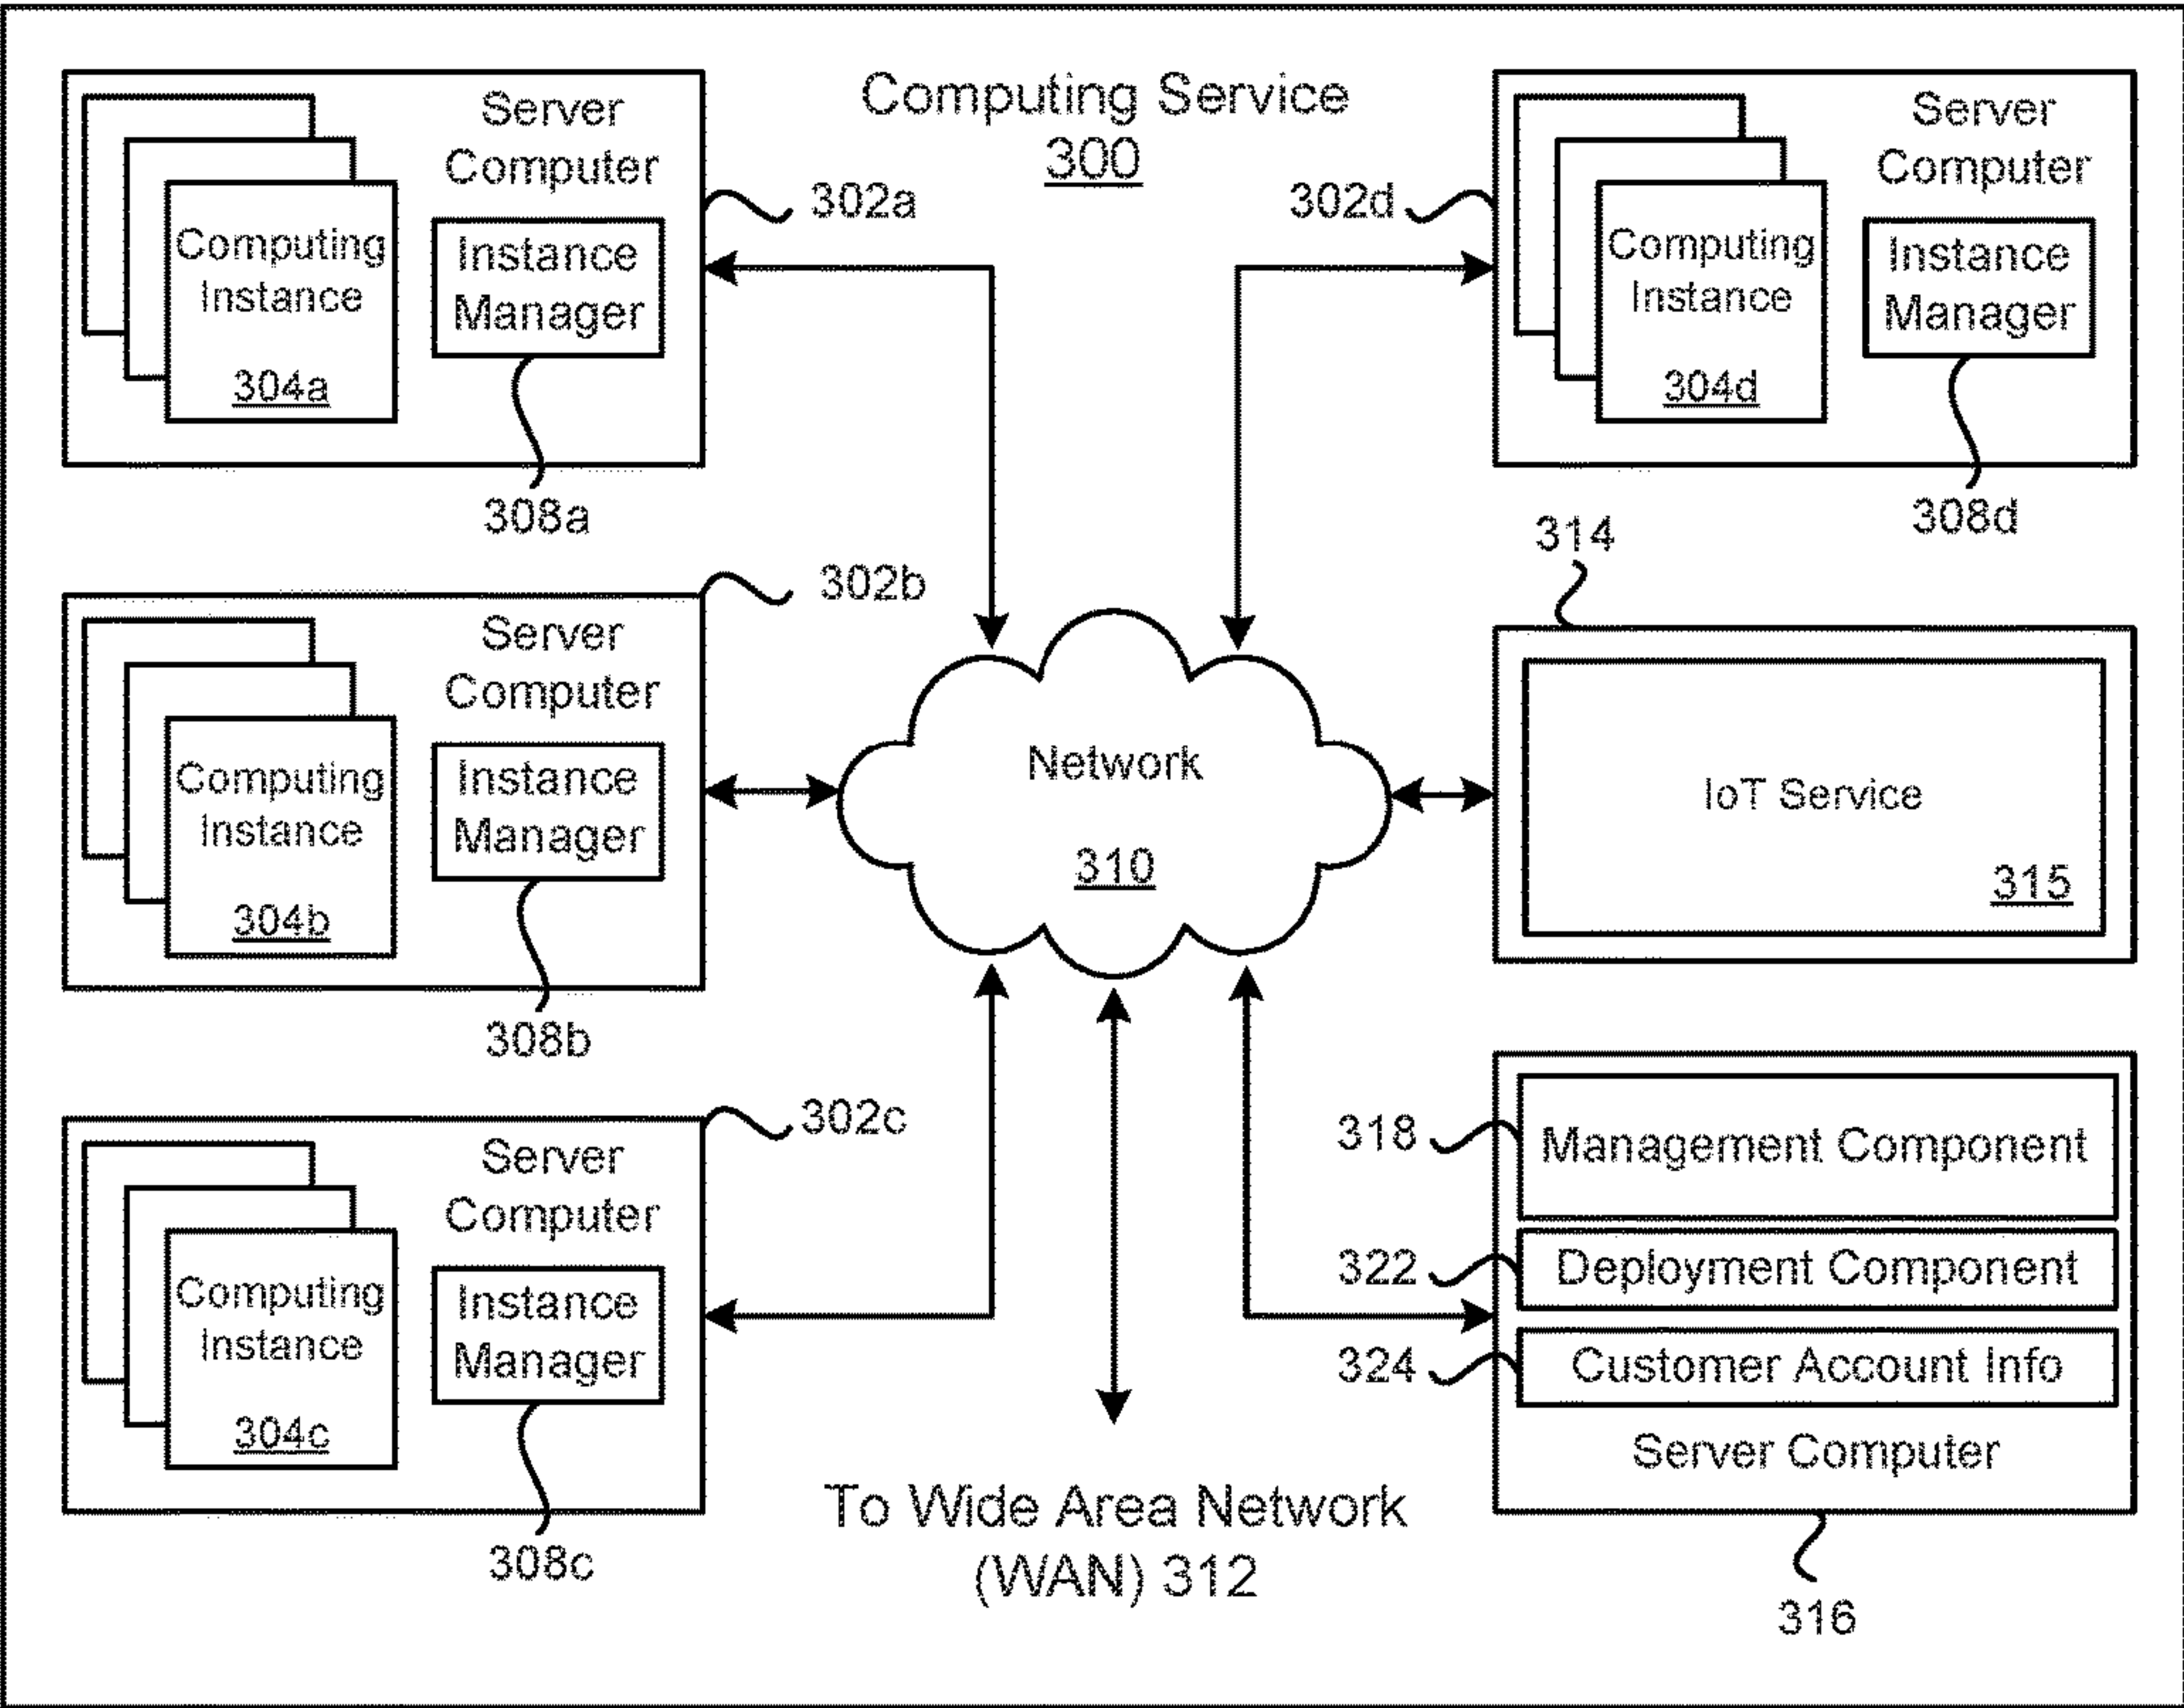 Computing Service
300
Server
Computer
302a
Computing
Instance
304a
Instance
Manager
308a
302d
Server
Computer
Computing
Instance
304d
Instance
Manager
308d
302b
Server
Computer
Computing
Instance
304b
Instance
Manager
308b
Network
310
314
IoT Service
315
302c
Server
Computer
Computing
Instance
304c
Instance
Manager
308c
To Wide Area Network
(WAN) 312
318
Management Component
322
Deployment Component
324
Customer Account Info
Server Computer
316